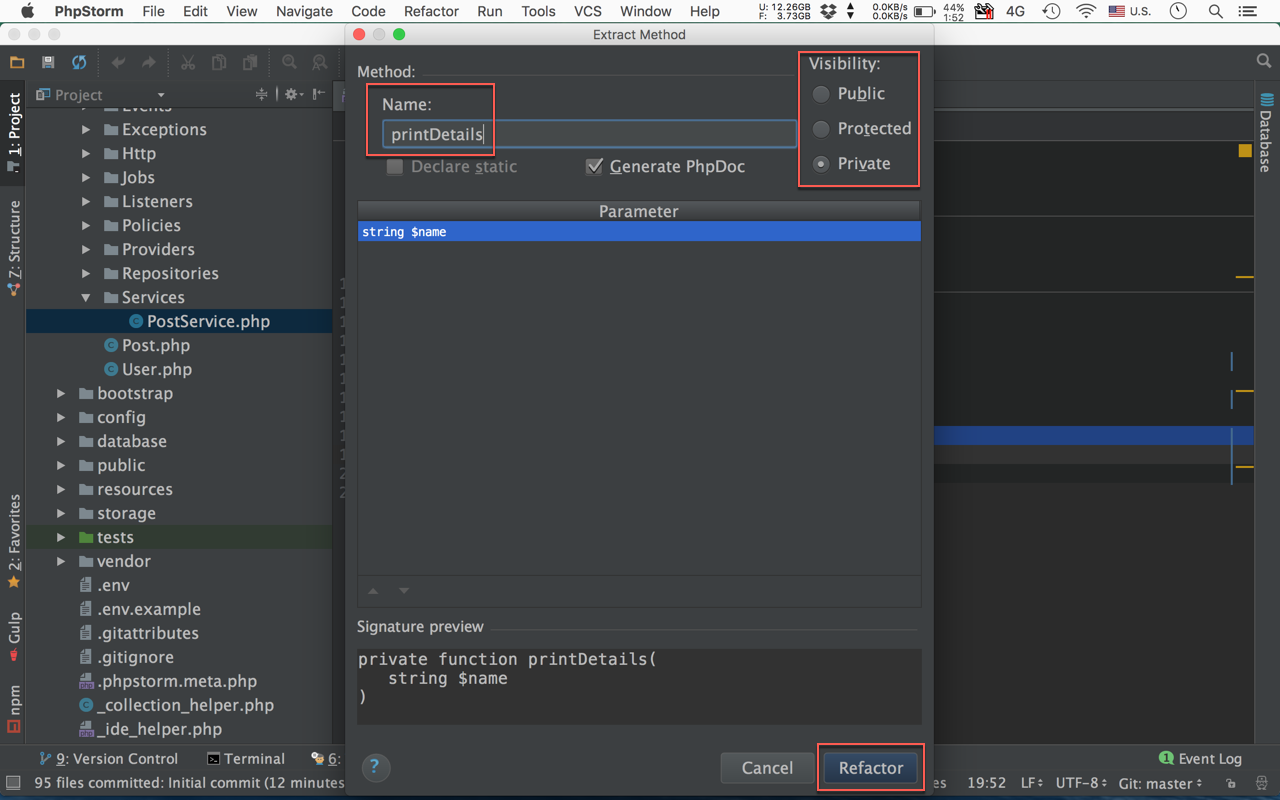 PhpStorm File Edit View Navigate Code Refactor Run Tools VCS Window Help U: 12.26GB F: 3.73GB 0.0KB/s 0.0KB/s 44% 1:52 4G U.S.
Extract Method
Project
Exceptions
Http
Jobs
Listeners
Policies
Providers
Repositories
Services
PostService.php
Post.php
User.php
bootstrap
config
database
public
resources
storage
tests
vendor
.env
.env.example
.gitattributes
.gitignore
.phpstorm.meta.php
_collection_helper.php
_ide_helper.php
1: Project
7: Structure
2: Favorites
Gulp
npm
Method:
Name:
printDetails
Declare static
Generate PhpDoc
Visibility:
Public
Protected
Private
Parameter
string $name
Signature preview
private function printDetails(
string $name
)
? Cancel Refactor
Database
9: Version Control Terminal 6: 1 Event Log
95 files committed: Initial commit (12 minutes 19:52 LF UTF-8 Git: master